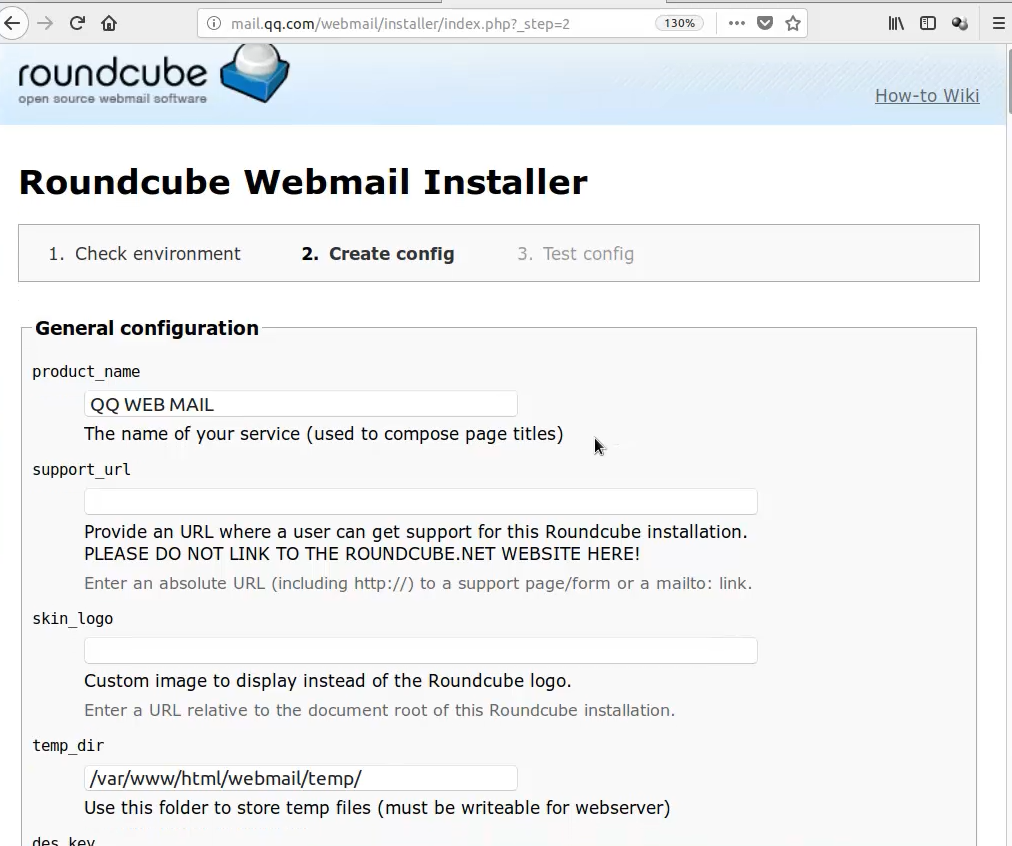 mail.qq.com/webmail/installer/index.php?_step=2
130%
roundcube
open source webmail software
How-to Wiki
Roundcube Webmail Installer
1. Check environment
2. Create config
3. Test config
General configuration
product_name
QQ WEB MAIL
The name of your service (used to compose page titles)
support_url
Provide an URL where a user can get support for this Roundcube installation.
PLEASE DO NOT LINK TO THE ROUNDCUBE.NET WEBSITE HERE!
Enter an absolute URL (including http://) to a support page/form or a mailto: link.
skin_logo
Custom image to display instead of the Roundcube logo.
Enter a URL relative to the document root of this Roundcube installation.
temp_dir
/var/www/html/webmail/temp/
Use this folder to store temp files (must be writeable for webserver)
des_key